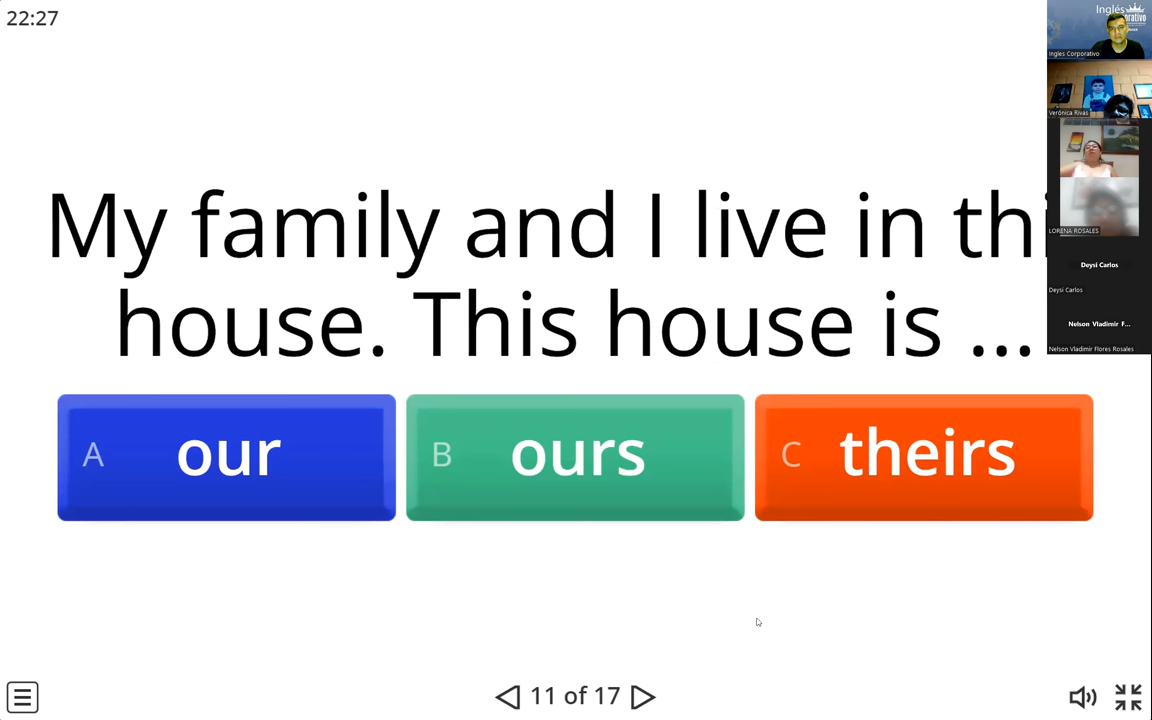 22:27
My family and I live in thi
house. This house is ...
A our
B ours
C theirs
11 of 17
Inglés
Ingles Corporativo
Verónica Rivas
LORENA ROSALES
Deysi Carlos
Deysi Carlos
Nelson Vladimir F...
Nelson Vladimir Flores Rosales